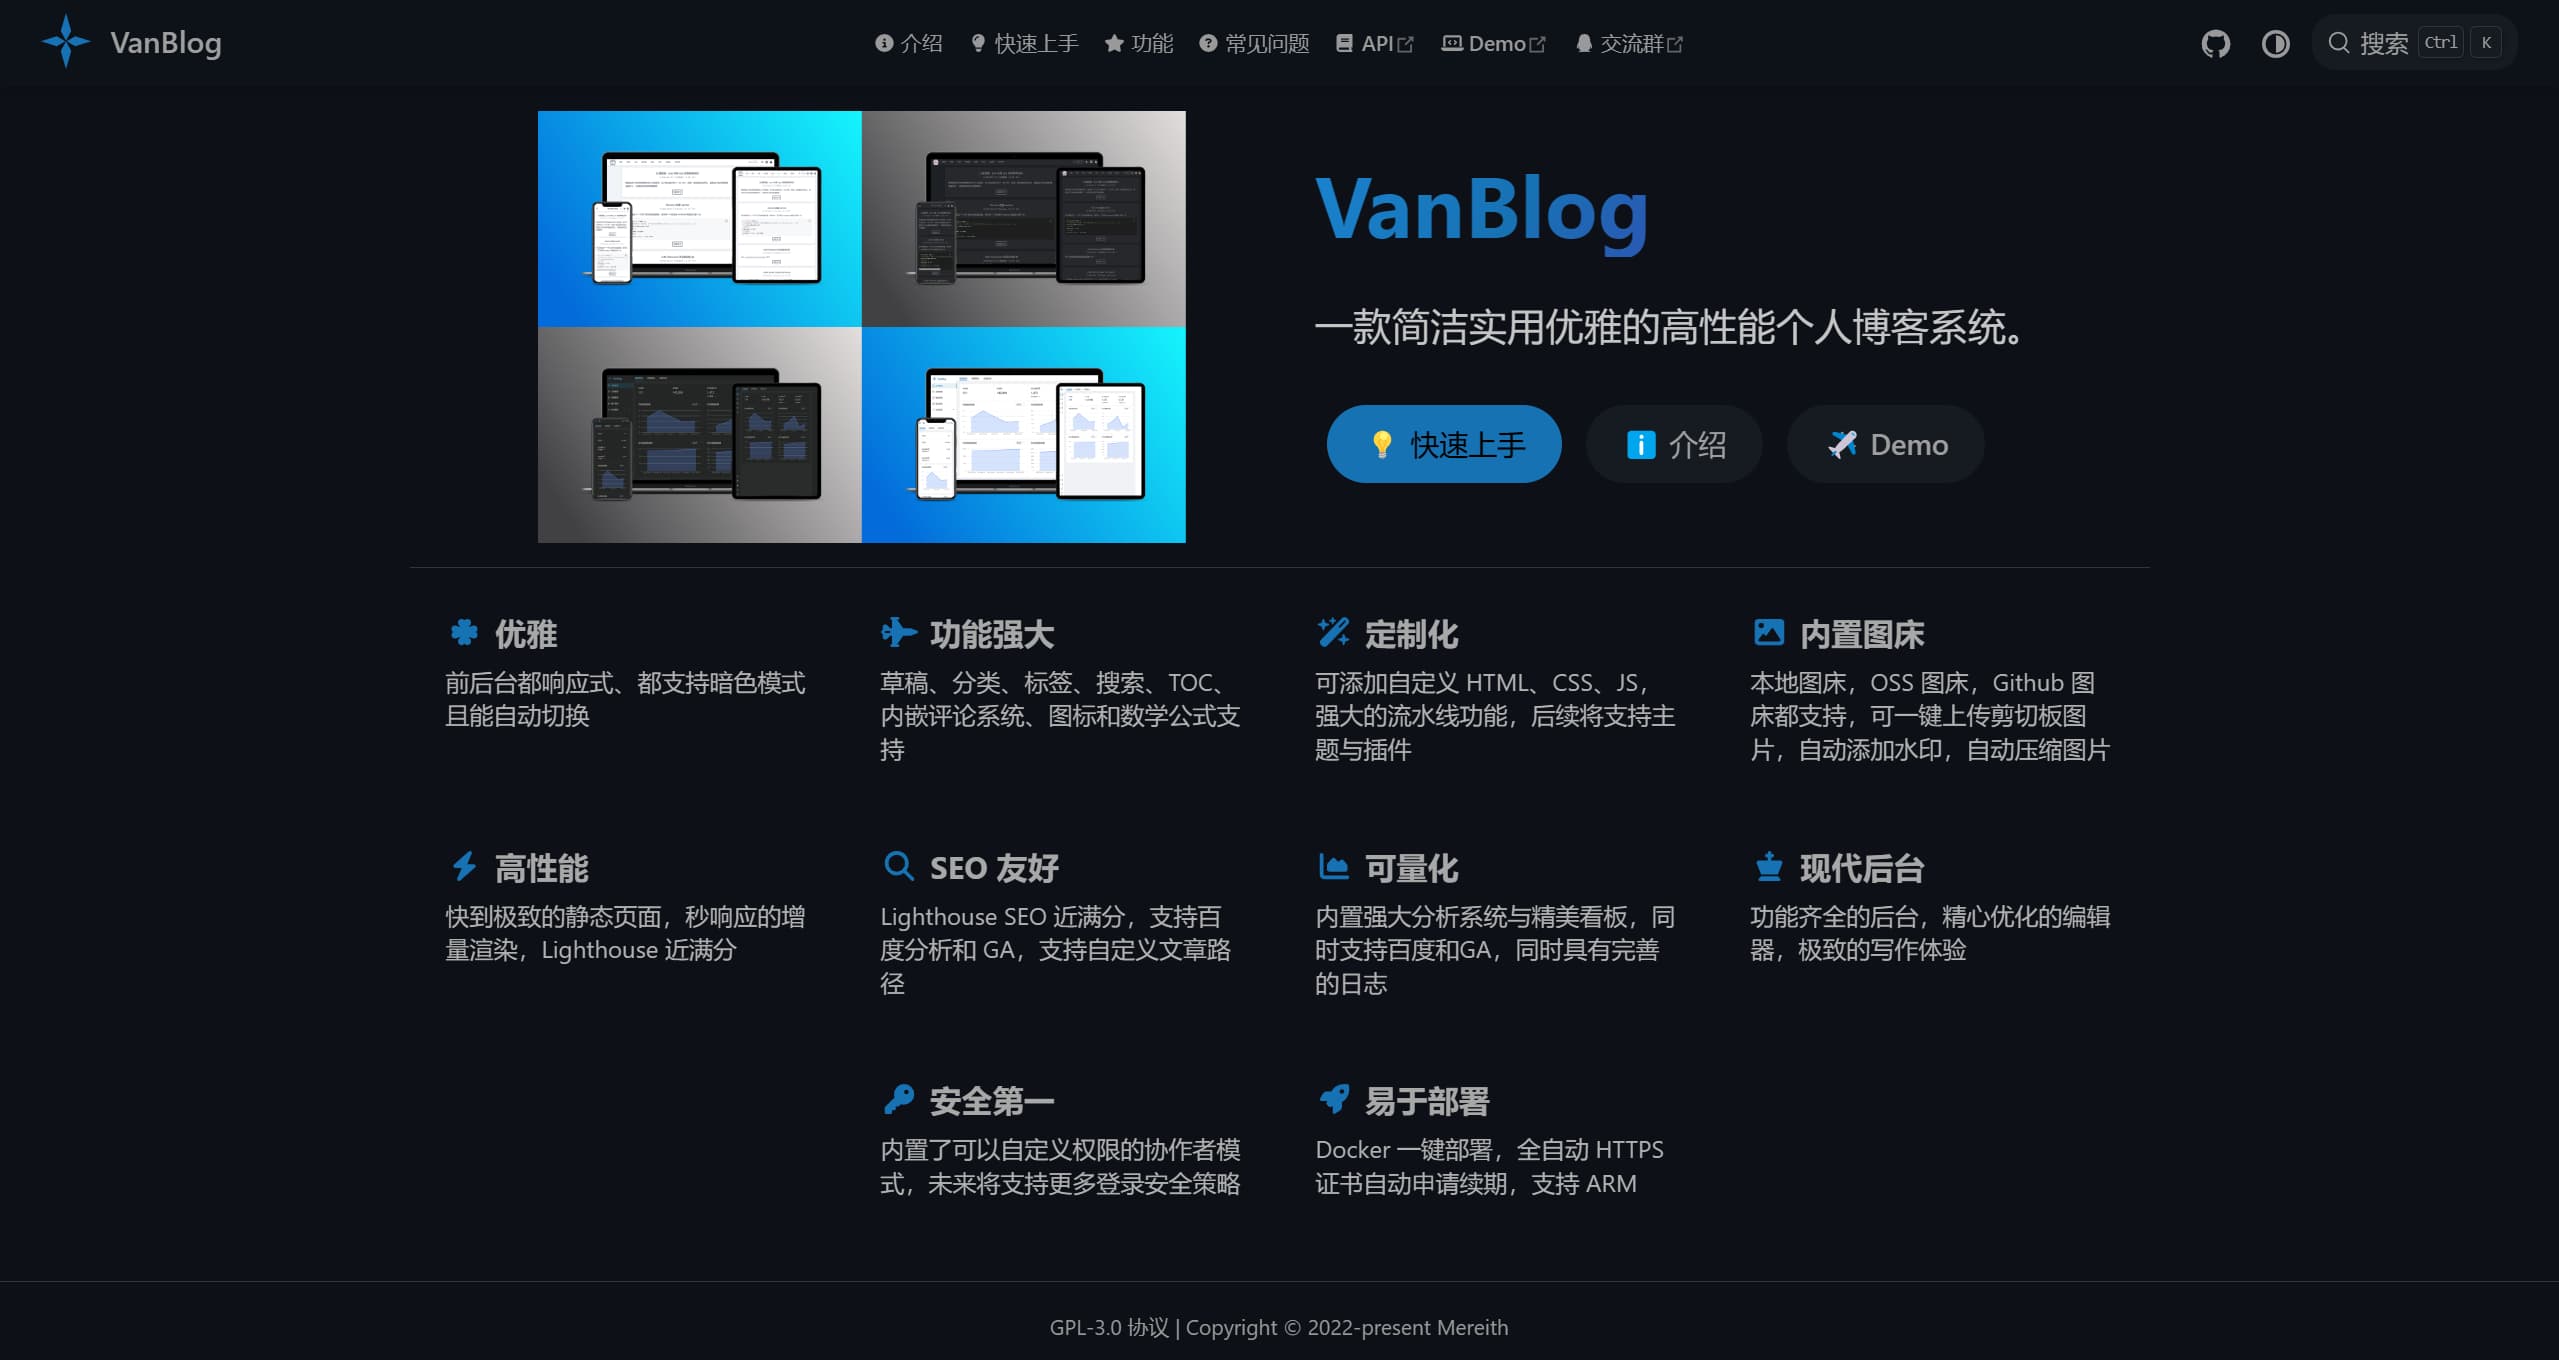 VanBlog
介绍
快速上手
功能
常见问题
API
Demo
交流群
搜索 Ctrl K
VanBlog
一款简洁实用优雅的高性能个人博客系统。
快速上手
介绍
Demo
优雅
前后台都响应式、都支持暗色模式
且能自动切换
功能强大
草稿、分类、标签、搜索、TOC、
内嵌评论系统、图标和数学公式支
持
定制化
可添加自定义 HTML、CSS、JS，
强大的流水线功能，后续将支持主
题与插件
内置图床
本地图床，OSS 图床，Github 图
床都支持，可一键上传剪切板图
片，自动添加水印，自动压缩图片
高性能
快到极致的静态页面，秒响应的增
量渲染，Lighthouse 近满分
SEO 友好
Lighthouse SEO 近满分，支持百
度分析和 GA，支持自定义文章路
径
可量化
内置强大分析系统与精美看板，同
时支持百度和GA，同时具有完善
的日志
现代后台
功能齐全的后台，精心优化的编辑
器，极致的写作体验
安全第一
内置了可以自定义权限的协作者模
式，未来将支持更多登录安全策略
易于部署
Docker 一键部署，全自动 HTTPS
证书自动申请续期，支持 ARM
GPL-3.0 协议 | Copyright © 2022-present Mereith